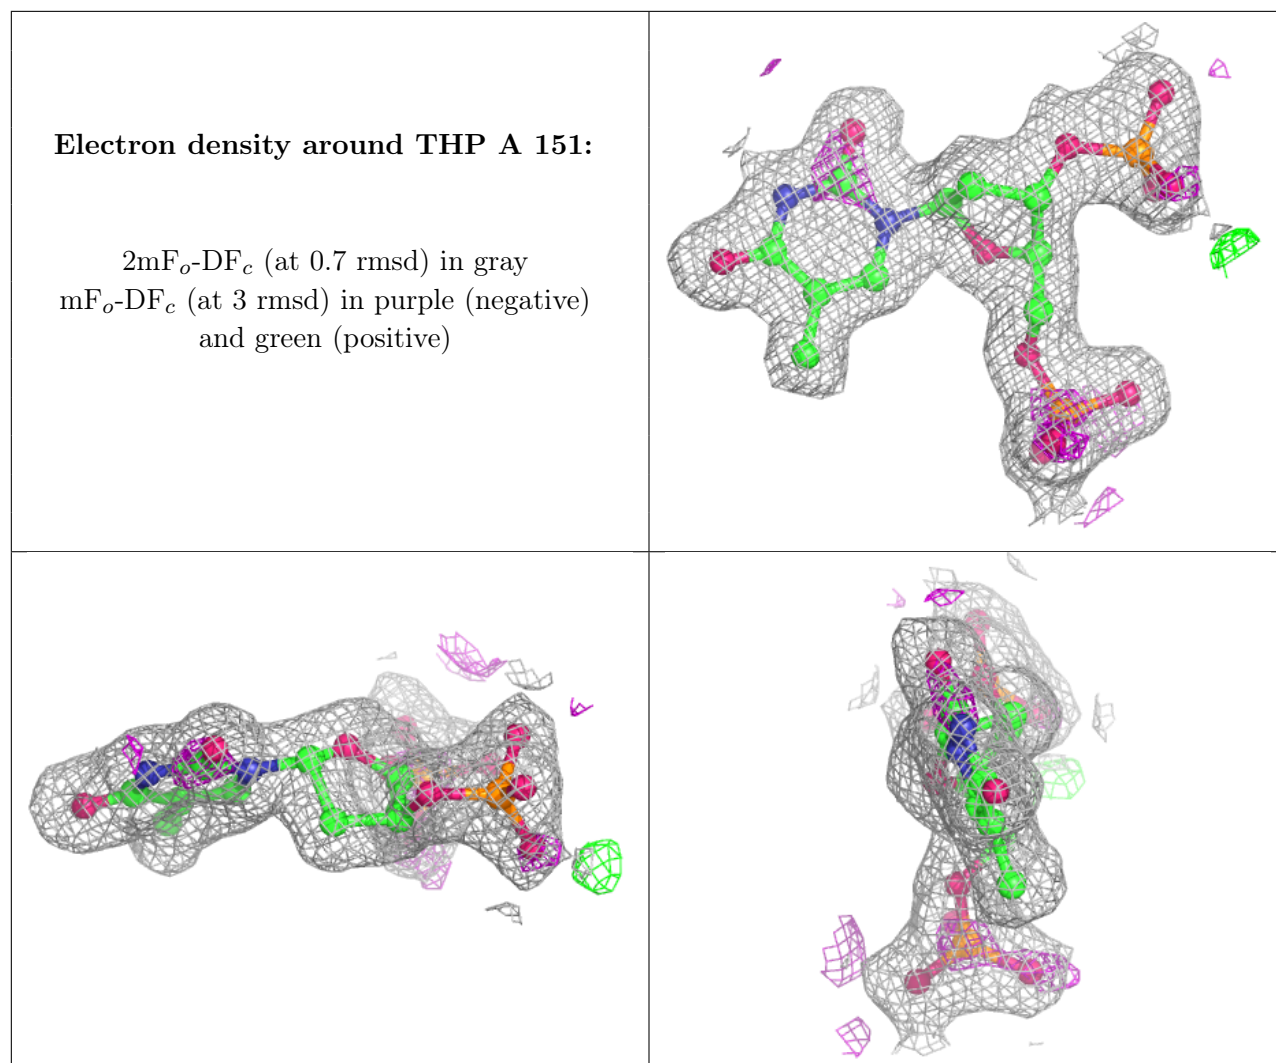 Electron density around THP A 151:
2mFo-DFc (at 0.7 rmsd) in gray
mFo-DFc (at 3 rmsd) in purple (negative)
and green (positive)